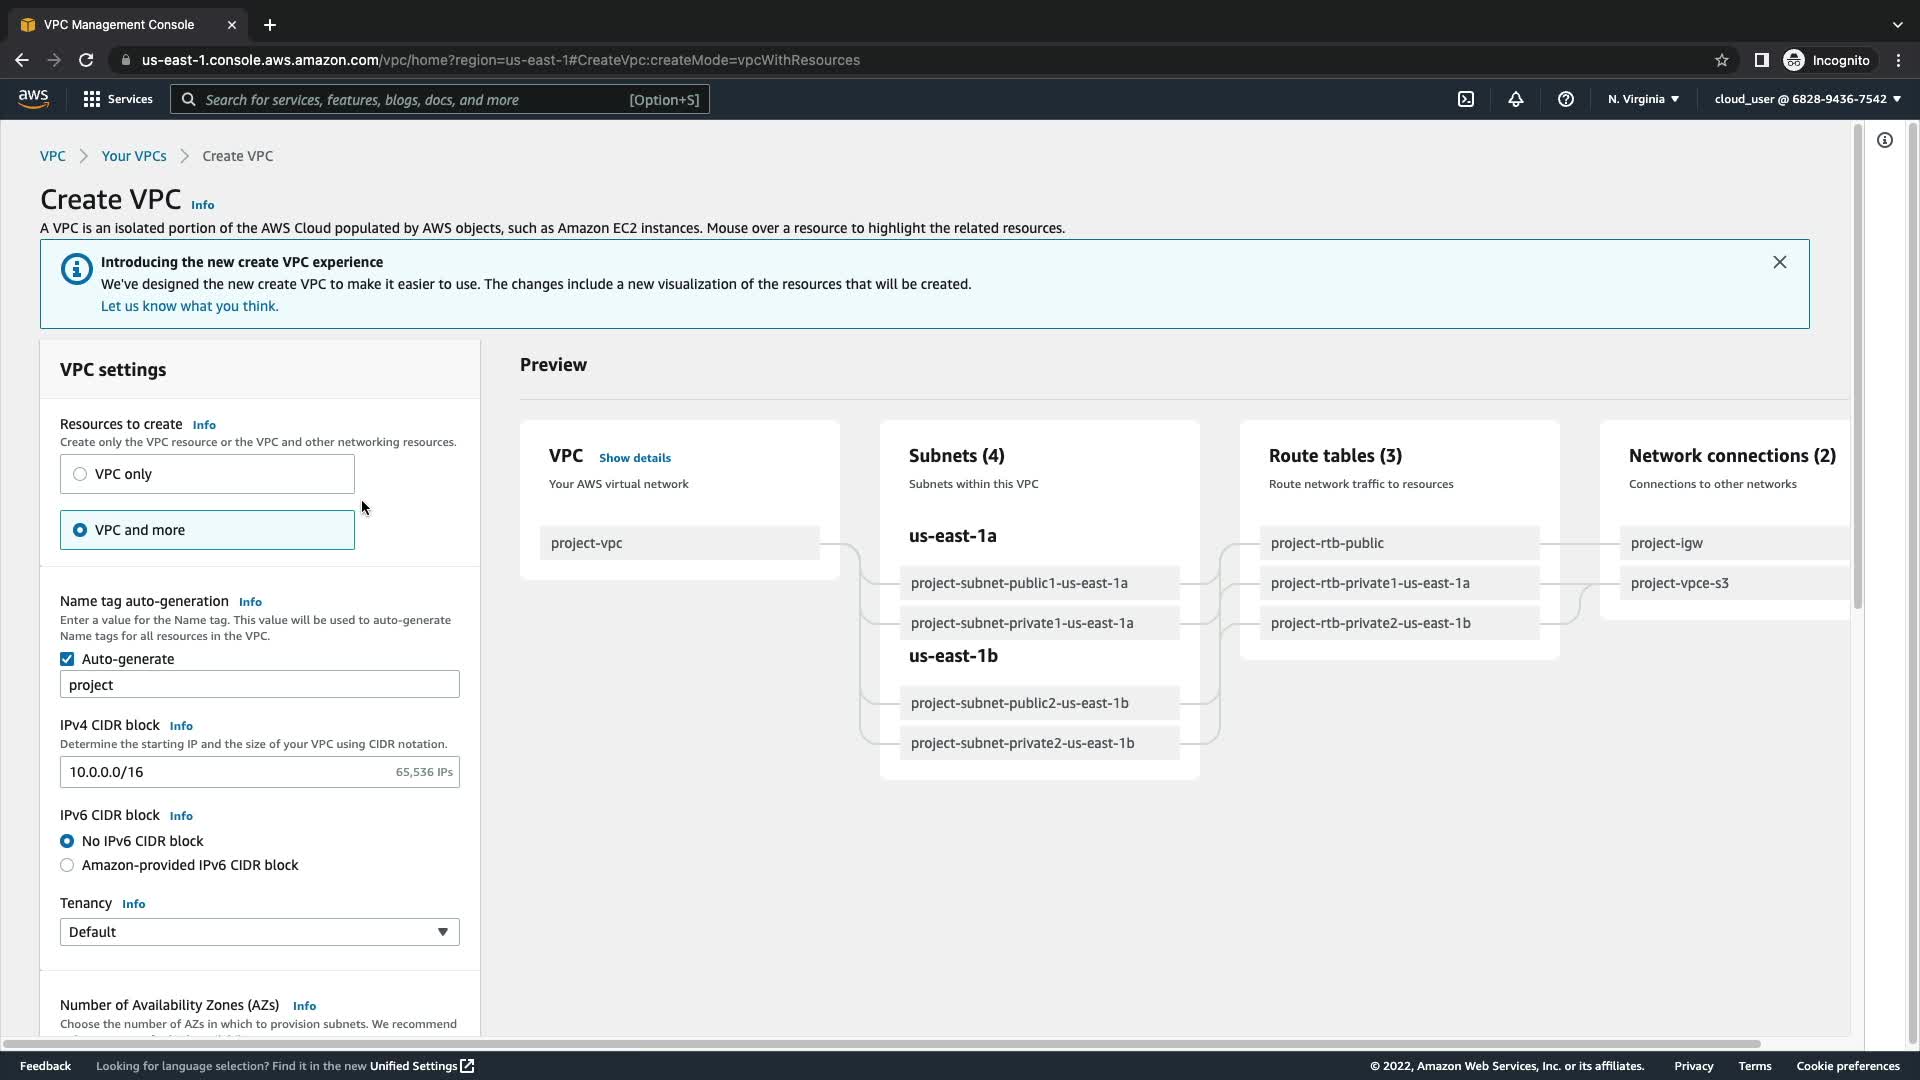 VPC Management Console
us-east-1.console.aws.amazon.com/vpc/home?region=us-east-1#CreateVpc:createMode=vpcWithResources
Incognito
aws
Services
Search for services, features, blogs, docs, and more
[Option+S]
N. Virginia
cloud_user @ 6828-9436-7542
VPC
Your VPCs
Create VPC
Create VPC Info
A VPC is an isolated portion of the AWS Cloud populated by AWS objects, such as Amazon EC2 instances. Mouse over a resource to highlight the related resources.
Introducing the new create VPC experience
We've designed the new create VPC to make it easier to use. The changes include a new visualization of the resources that will be created.
Let us know what you think.
VPC settings
Resources to create Info
Create only the VPC resource or the VPC and other networking resources.
VPC only
VPC and more
Name tag auto-generation Info
Enter a value for the Name tag. This value will be used to auto-generate
Name tags for all resources in the VPC.
Auto-generate
project
IPv4 CIDR block Info
Determine the starting IP and the size of your VPC using CIDR notation.
10.0.0.0/16
65,536 IPs
IPv6 CIDR block Info
No IPv6 CIDR block
Amazon-provided IPv6 CIDR block
Tenancy Info
Default
Number of Availability Zones (AZs) Info
Choose the number of AZs in which to provision subnets. We recommend
Preview
VPC Show details
Your AWS virtual network
project-vpc
Subnets (4)
Subnets within this VPC
us-east-1a
project-subnet-public1-us-east-1a
project-subnet-private1-us-east-1a
us-east-1b
project-subnet-public2-us-east-1b
project-subnet-private2-us-east-1b
Route tables (3)
Route network traffic to resources
project-rtb-public
project-rtb-private1-us-east-1a
project-rtb-private2-us-east-1b
Network connections (2)
Connections to other networks
project-igw
project-vpce-s3
Feedback
Looking for language selection? Find it in the new Unified Settings
© 2022, Amazon Web Services, Inc. or its affiliates.
Privacy
Terms
Cookie preferences